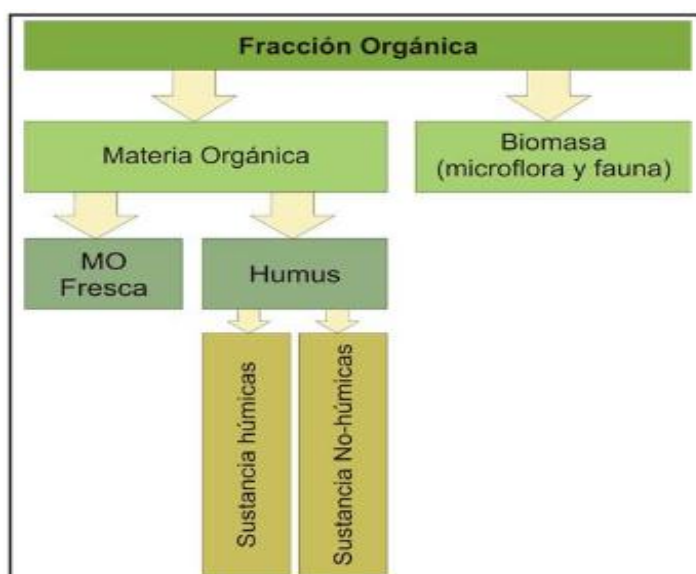 Fracción Orgánica
Materia Orgánica
Biomasa
(microflora y fauna)
MO
Fresca
Humus
Sustancia húmicas
Sustancia No-húmicas